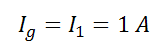 I_g = I_1 = 1 A